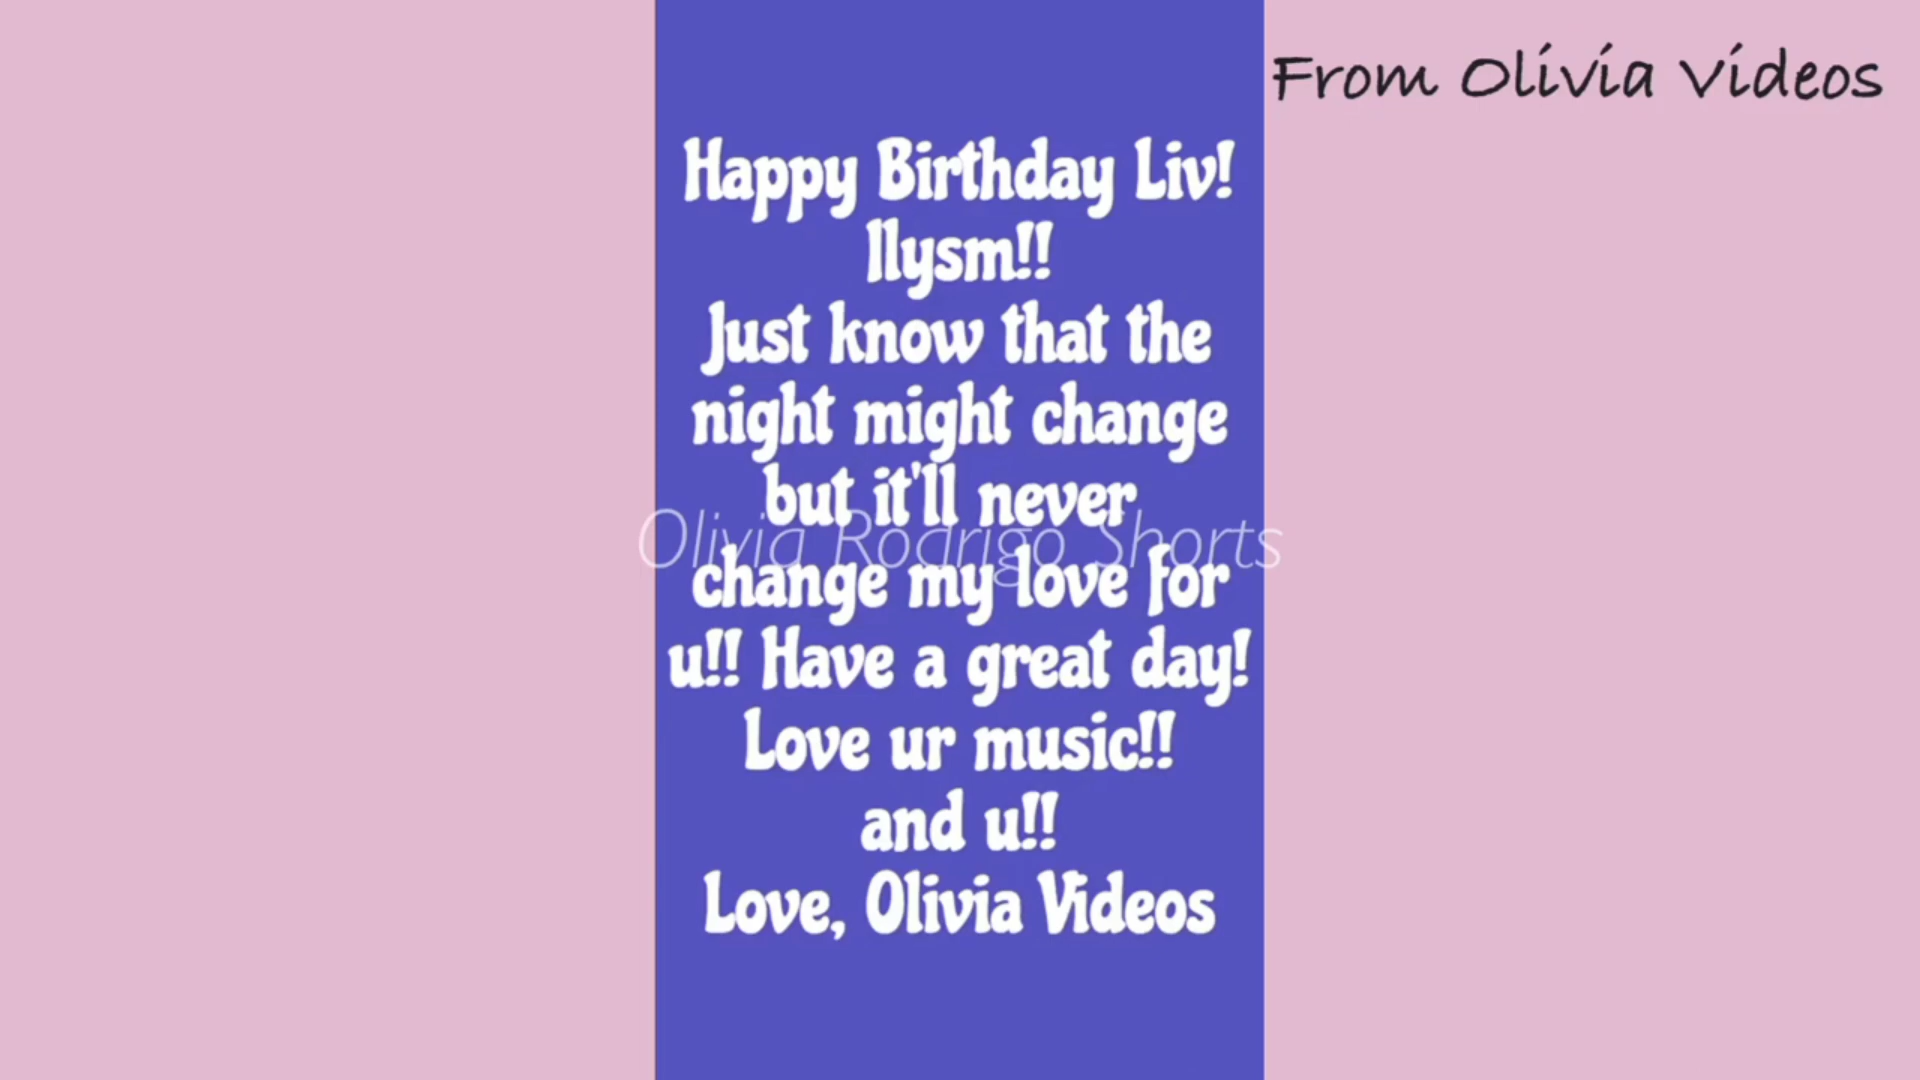 From Olivia Videos
Happy Birthday Liv!
Ilysm!!
Just know that the
night might change
but it'll never
change my love for
u!! Have a great day!
Love ur music!!
and u!!
Love, Olivia Videos
Olivia Rodrigo Shorts